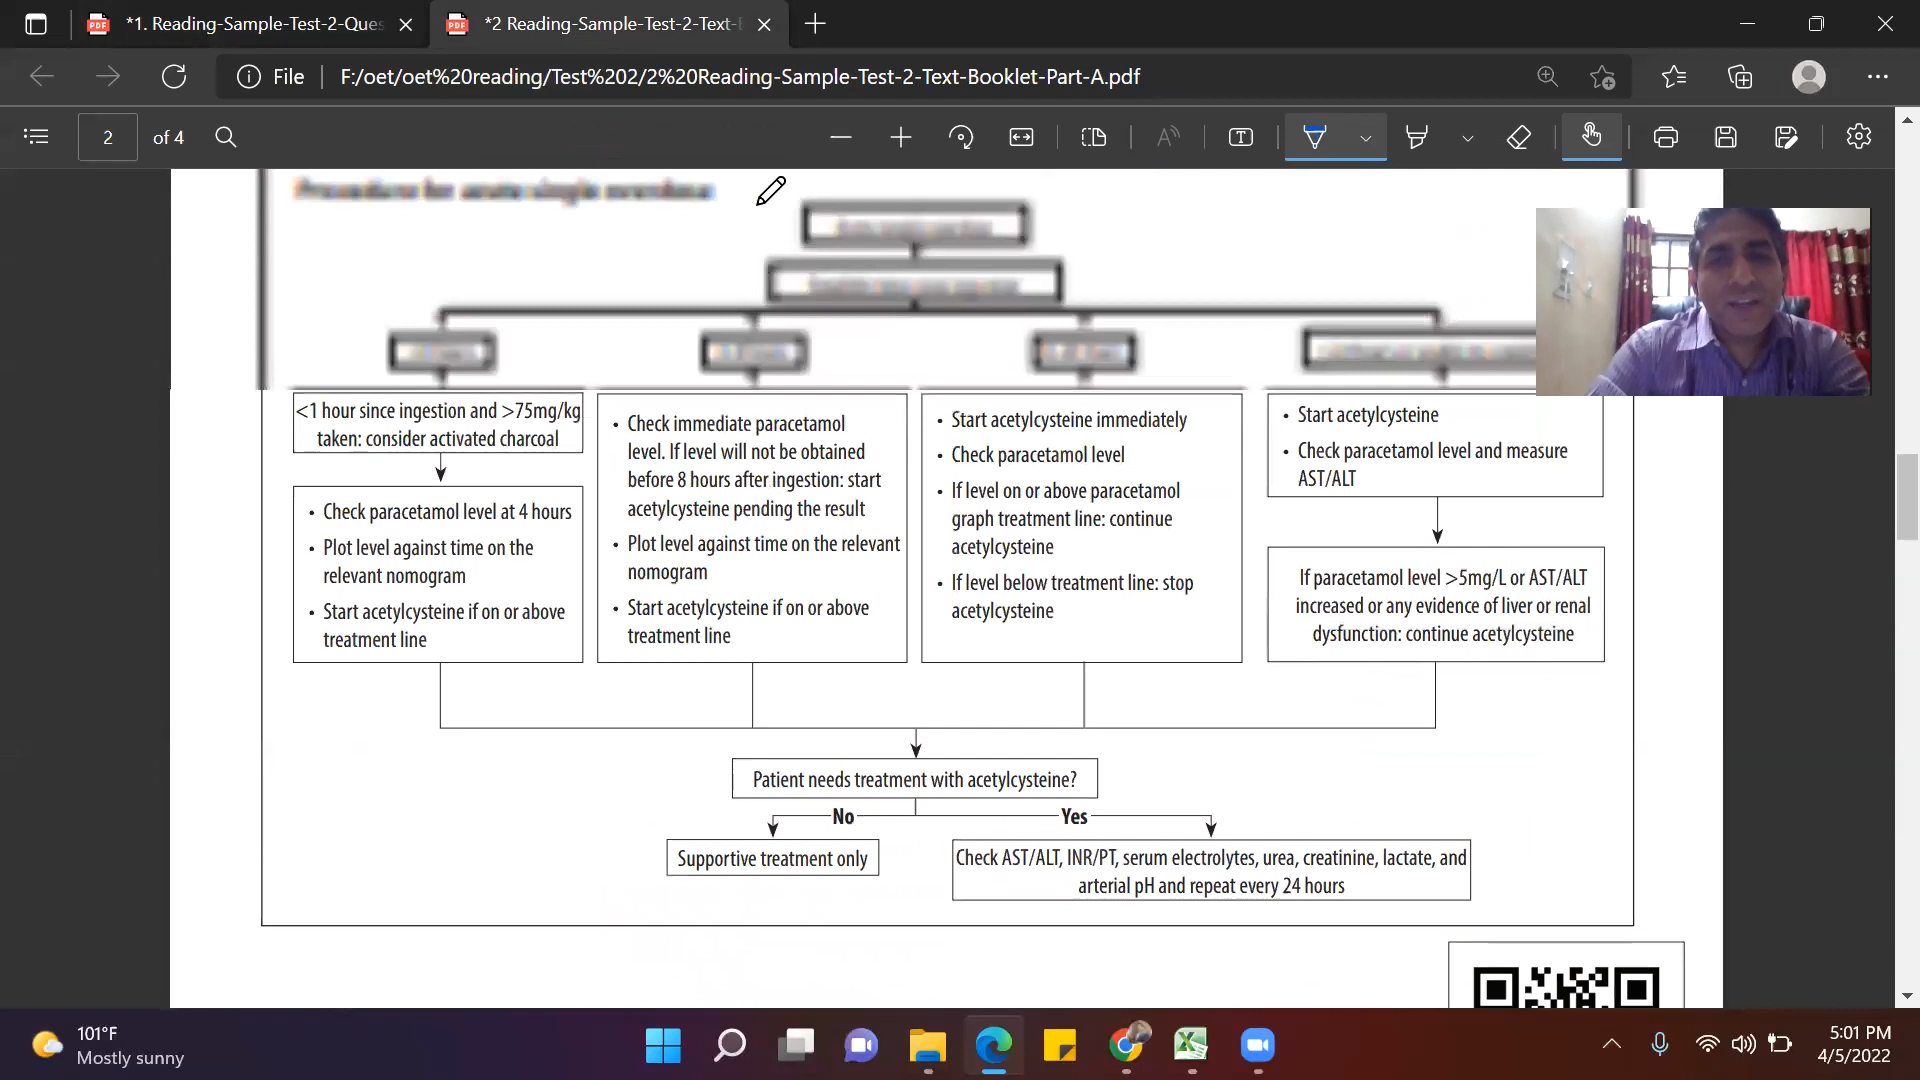 *1. Reading-Sample-Test-2-Ques
*2 Reading-Sample-Test-2-Text-
File
F:/oet/oet%20reading/Test%202/2%20Reading-Sample-Test-2-Text-Booklet-Part-A.pdf
2 of 4
Procedure for acute single overdose
<1 hour since ingestion and >75mg/kg
taken: consider activated charcoal
• Check paracetamol level at 4 hours
• Plot level against time on the
relevant nomogram
• Start acetylcysteine if on or above
treatment line
• Check immediate paracetamol
level. If level will not be obtained
before 8 hours after ingestion: start
acetylcysteine pending the result
• Plot level against time on the relevant
nomogram
• Start acetylcysteine if on or above
treatment line
• Start acetylcysteine immediately
• Check paracetamol level
• If level on or above paracetamol
graph treatment line: continue
acetylcysteine
• If level below treatment line: stop
acetylcysteine
• Start acetylcysteine
• Check paracetamol level and measure
AST/ALT
If paracetamol level >5mg/L or AST/ALT
increased or any evidence of liver or renal
dysfunction: continue acetylcysteine
Patient needs treatment with acetylcysteine?
No
Yes
Supportive treatment only
Check AST/ALT, INR/PT, serum electrolytes, urea, creatinine, lactate, and
arterial pH and repeat every 24 hours
101°F
Mostly sunny
5:01 PM
4/5/2022